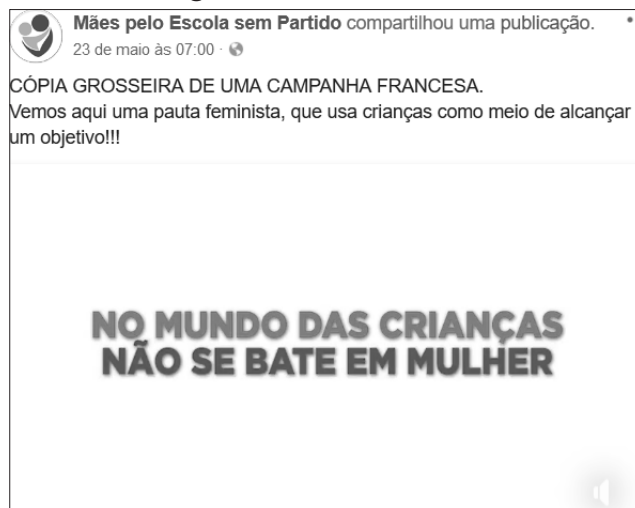 Mães pelo Escola sem Partido compartilhou uma publicação.
23 de maio às 07:00 ·
CÓPIA GROSSEIRA DE UMA CAMPANHA FRANCESA.
Vemos aqui uma pauta feminista, que usa crianças como meio de alcançar
um objetivo!!!
NO MUNDO DAS CRIANÇAS
NÃO SE BATE EM MULHER